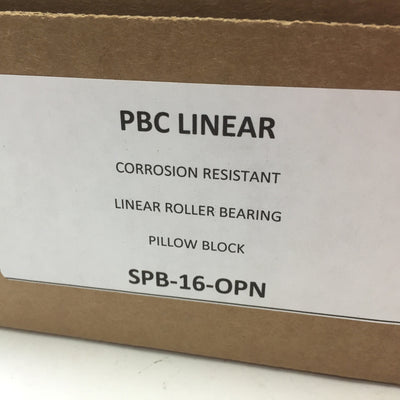 PBC LINEAR
CORROSION RESISTANT
LINEAR ROLLER BEARING
PILLOW BLOCK
SPB-16-OPN